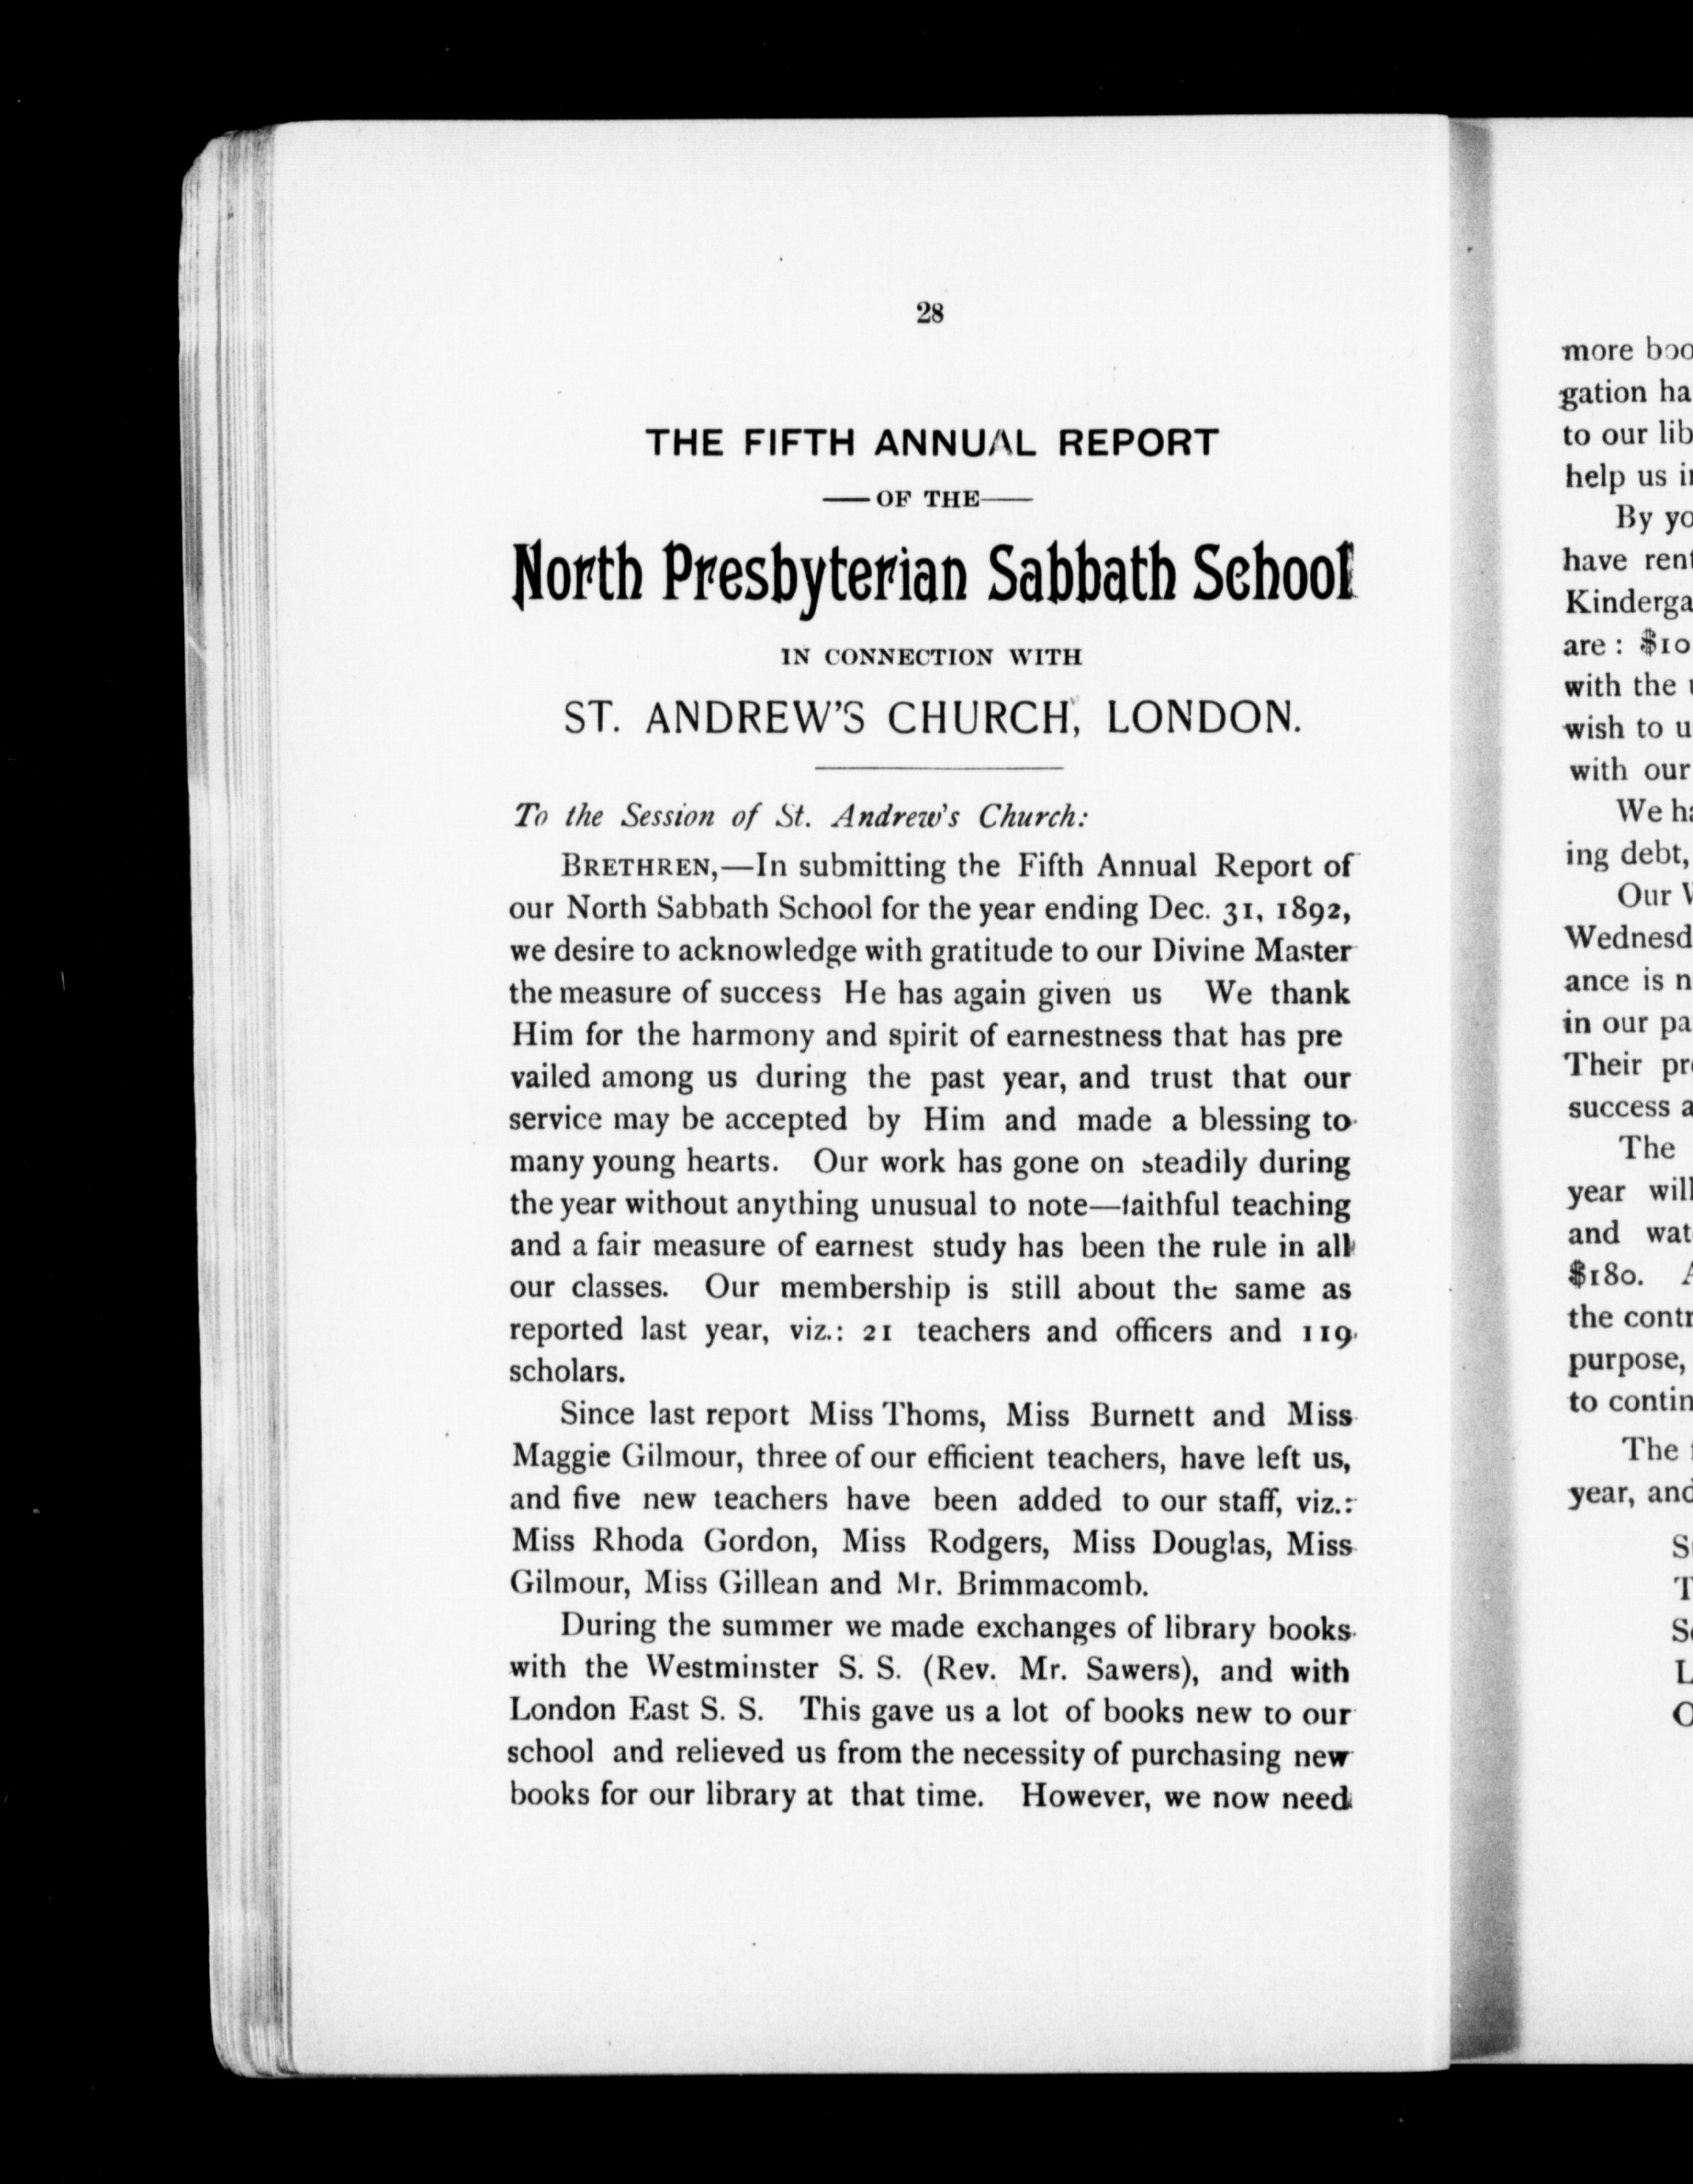 28
THE FIFTH ANNUAL REPORT
—OF THE—
North Presbyterian Sabbath School
IN CONNECTION WITH
ST. ANDREW'S CHURCH, LONDON.
To the Session of St. Andrew's Church:
BRETHREN,—In submitting the Fifth Annual Report of
our North Sabbath School for the year ending Dec. 31, 1892,
we desire to acknowledge with gratitude to our Divine Master
the measure of success He has again given us We thank
Him for the harmony and spirit of earnestness that has pre
vailed among us during the past year, and trust that our
service may be accepted by Him and made a blessing to
many young hearts. Our work has gone on steadily during
the year without anything unusual to note—faithful teaching
and a fair measure of earnest study has been the rule in all
our classes. Our membership is still about the same as
reported last year, viz.: 21 teachers and officers and 119
scholars.
Since last report Miss Thoms, Miss Burnett and Miss
Maggie Gilmour, three of our efficient teachers, have left us,
and five new teachers have been added to our staff, viz.:
Miss Rhoda Gordon, Miss Rodgers, Miss Douglas, Miss
Gilmour, Miss Gillean and Mr. Brimmacomb.
During the summer we made exchanges of library books
with the Westminster S. S. (Rev. Mr. Sawers), and with
London East S. S. This gave us a lot of books new to our
school and relieved us from the necessity of purchasing new
books for our library at that time. However, we now need
more
gation
to our
help us
By
have
are : $10
with the
wish to
with our
We
ing debt,
Our
ance is
in our
Their
success
The
year
and
$180.
the
purpose,
to
The
year,